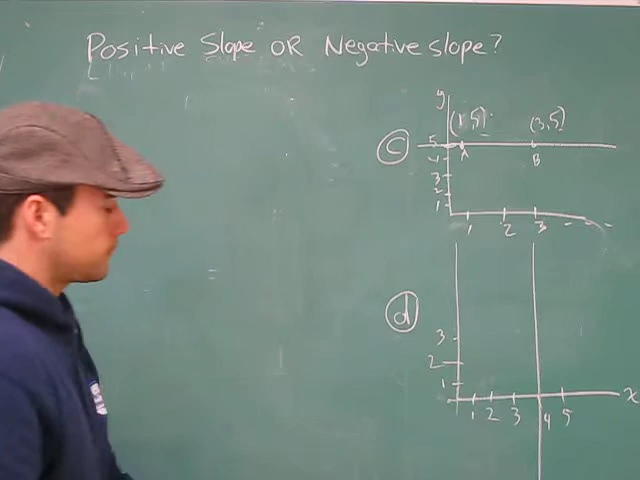 Positive Slope OR Negative slope?
y
(1,5) (3,5)
c
5
A B
4
3
2
1
1 2 3
d
3
2
1
x
1 2 3 4 5